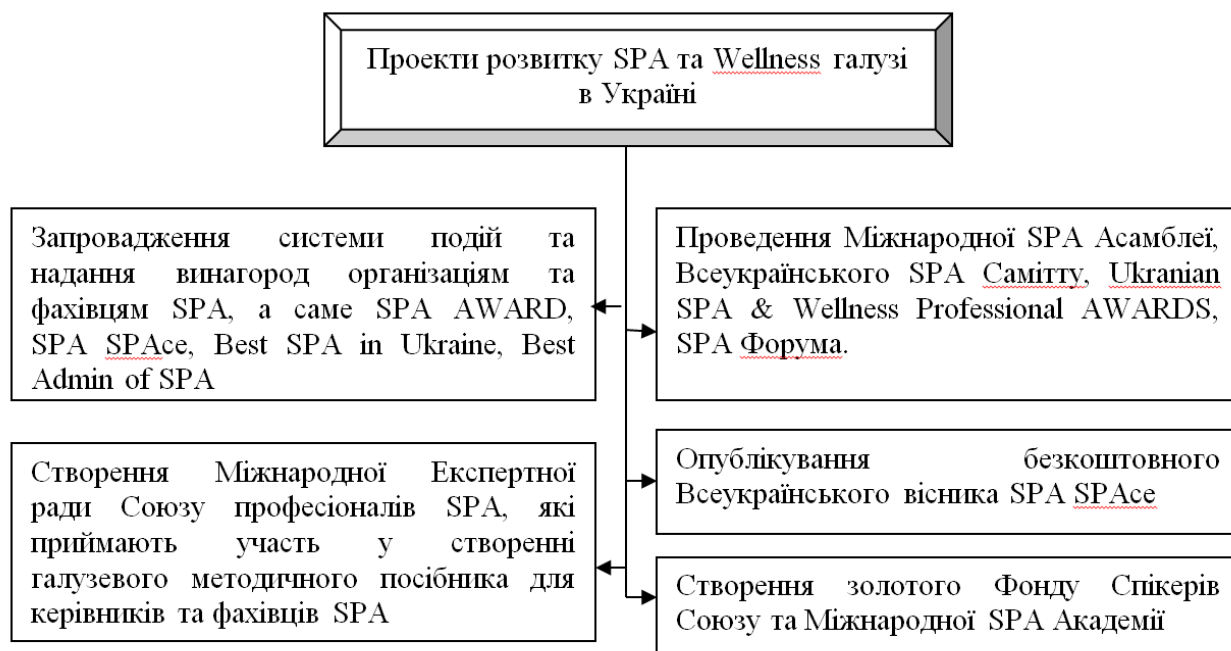 Проекти розвитку SPA та Wellness галузі
в Україні
Запровадження системи подій та
надання винагород організаціям та
фахівцям SPA, а саме SPA AWARD,
SPA SPAce, Best SPA in Ukraine, Best
Admin of SPA
Проведення Міжнародної SPA Асамблеї,
Всеукраїнського SPA Самітту, Ukranian
SPA & Wellness Professional AWARDS,
SPA Форума.
Створення Міжнародної Експертної
ради Союзу професіоналів SPA, які
приймають участь у створенні
галузевого методичного посібника для
керівників та фахівців SPA
Опублікування безкоштовного
Всеукраїнського вісника SPA SPAce
Створення золотого Фонду Спікерів
Союзу та Міжнародної SPA Академії